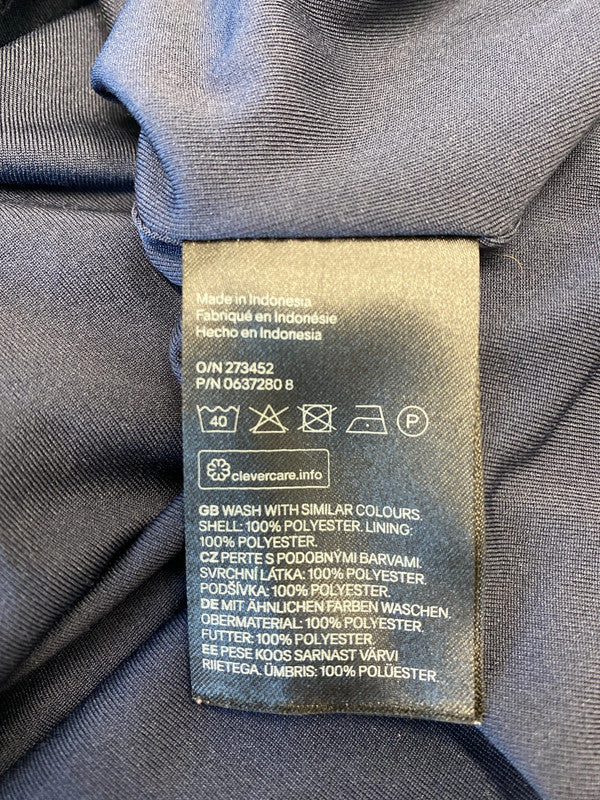 Made in Indonesia
Fabriqué en Indonésie
Hecho en Indonesia
O/N 273452
P/N 0637280 8
40 P
clevercare.info
GB WASH WITH SIMILAR COLOURS.
SHELL: 100% POLYESTER. LINING:
100% POLYESTER.
CZ PERTE S PODOBNÝMI BARVAMI.
SVRCHNÍ LÁTKA: 100% POLYESTER.
PODŠÍVKA: 100% POLYESTER.
DE MIT ÄHNLICHEN FARBEN WASCHEN.
OBERMATERIAL: 100% POLYESTER.
FUTTER: 100% POLYESTER.
EE PESE KOOS SARNAST VÄRVI
RIIETEGA. ÜMBRIS: 100% POLÜESTER.